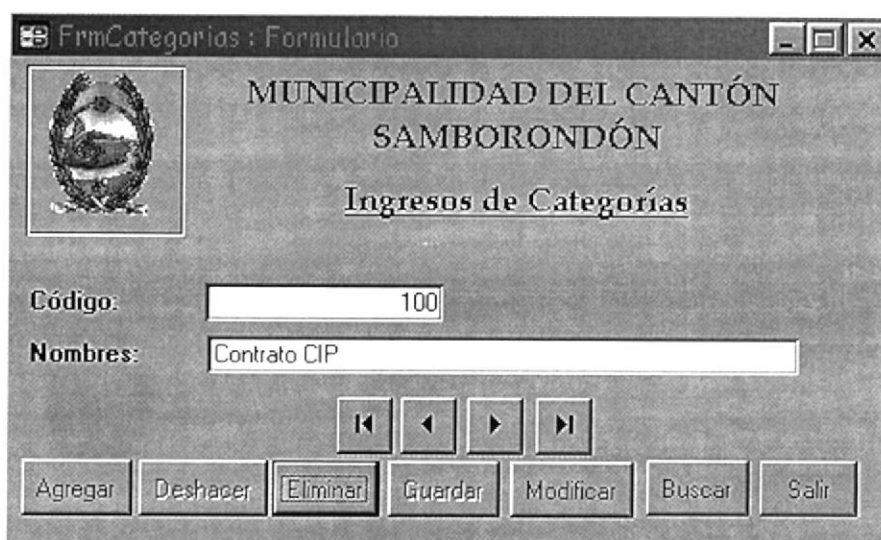 FrmCategorias : Formulario
MUNICIPALIDAD DEL CANTÓN
SAMBORONDÓN
Ingresos de Categorías
Código: 100
Nombres: Contrato CIP
Agregar Deshacer Eliminar Guardar Modificar Buscar Salir